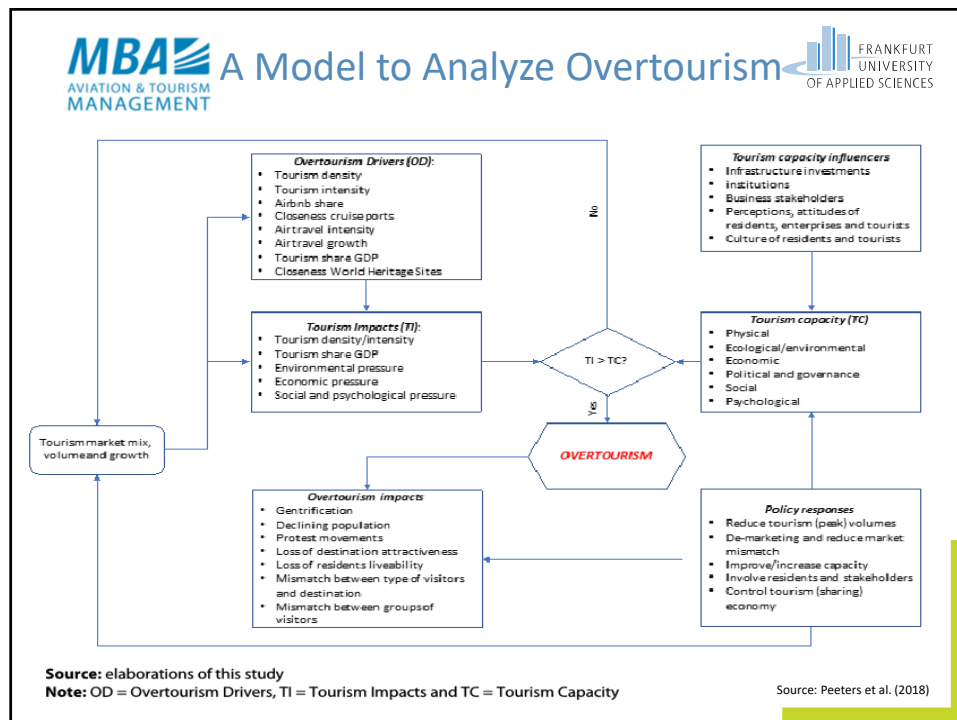 MBA
AVIATION & TOURISM
MANAGEMENT
A Model to Analyze Overtourism
FRANKFURT
UNIVERSITY
OF APPLIED SCIENCES
Overtourism Drivers (OD):
• Tourism density
• Tourism intensity
• Airbnb share
• Closeness cruise ports
• Air travel intensity
• Air travel growth
• Tourism share GDP
• Closeness World Heritage Sites
No
Tourism capacity influencers
• Infrastructure investments
• institutions
• Business stakeholders
• Perceptions, attitudes of
residents, enterprises and tourists
• Culture of residents and tourists
Tourism Impacts (TI):
• Tourism density/intensity
• Tourism share GDP
• Environmental pressure
• Economic pressure
• Social and psychological pressure
TI > TC?
Tourism capacity (TC)
• Physical
• Ecological/environmental
• Economic
• Political and governance
• Social
• Psychological
Yes
Tourism market mix,
volume and growth
OVERTOURISM
Overtourism impacts
• Gentrification
• Declining population
• Protest movements
• Loss of destination attractiveness
• Loss of residents liveability
• Mismatch between type of visitors
and destination
• Mismatch between groups of
visitors
Policy responses
• Reduce tourism (peak) volumes
• De-marketing and reduce market
mismatch
• Improve/increase capacity
• Involve residents and stakeholders
• Control tourism (sharing)
economy
Source: elaborations of this study
Note: OD = Overtourism Drivers, TI = Tourism Impacts and TC = Tourism Capacity
Source: Peeters et al. (2018)